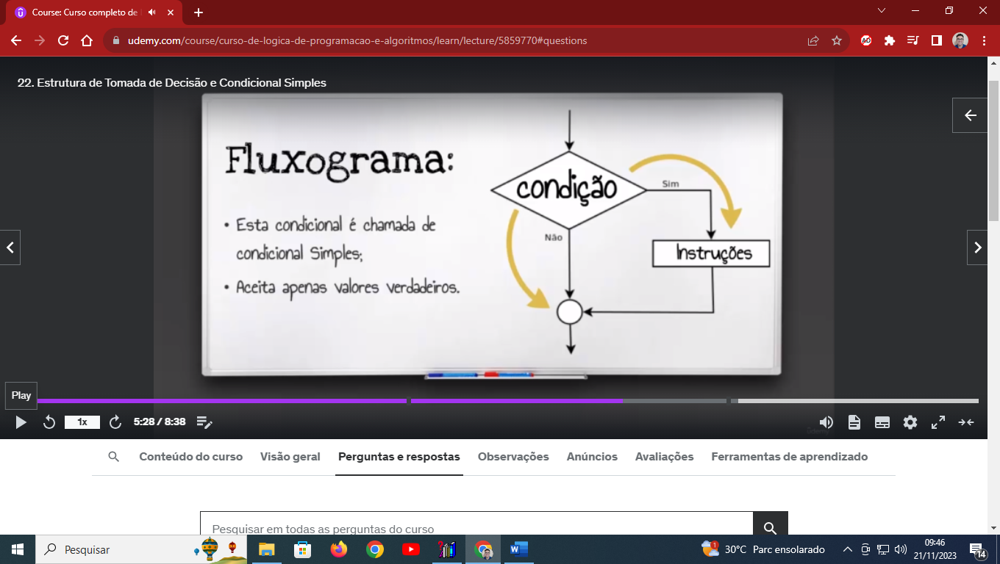 Course: Curso completo de
udemy.com/course/curso-de-logica-de-programacao-e-algoritmos/learn/lecture/5859770#questions
22. Estrutura de Tomada de Decisão e Condicional Simples
Fluxograma:
• Esta condicional é chamada de
condicional Simples;
• Aceita apenas valores verdadeiros.
condição
Sim
Não
Instruções
Play
1x
5:28 / 8:38
Conteúdo do curso
Visão geral
Perguntas e respostas
Observações
Anúncios
Avaliações
Ferramentas de aprendizado
Pesquisar em todas as perguntas do curso
Pesquisar
1
30°C Parc ensolarado
09:46
21/11/2023
14